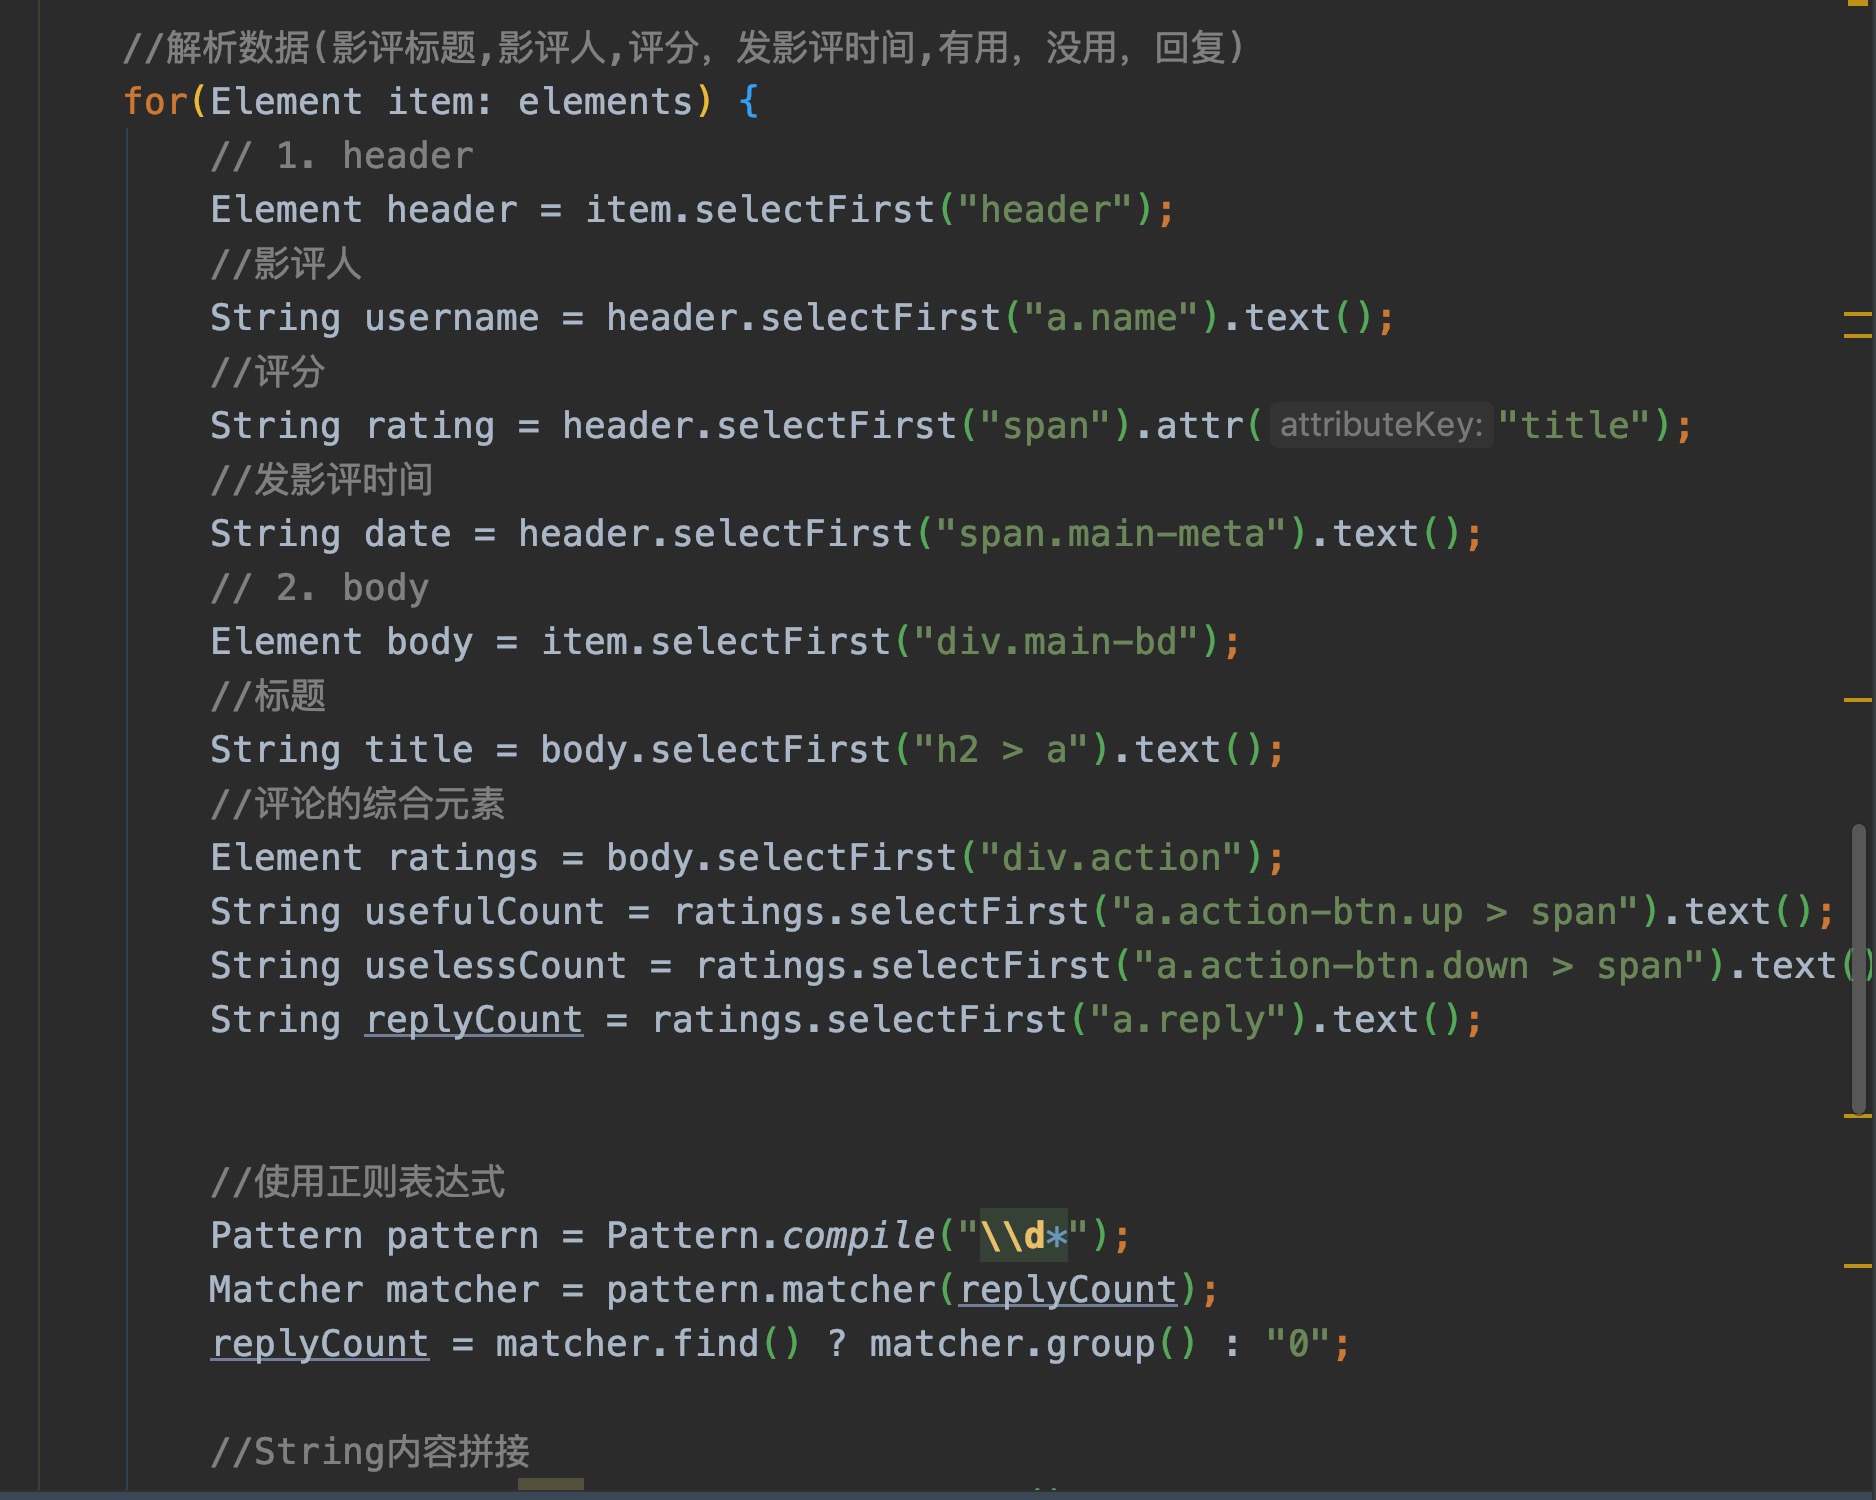 //解析数据(影评标题,影评人,评分，发影评时间,有用，没用，回复)
for(Element item: elements) {
// 1. header
Element header = item.selectFirst("header");
//影评人
String username = header.selectFirst("a.name").text();
//评分
String rating = header.selectFirst("span").attr( attributeKey: "title");
//发影评时间
String date = header.selectFirst("span.main-meta").text();
// 2. body
Element body = item.selectFirst("div.main-bd");
//标题
String title = body.selectFirst("h2 > a").text();
//评论的综合元素
Element ratings = body.selectFirst("div.action");
String usefulCount = ratings.selectFirst("a.action-btn.up > span").text();
String uselessCount = ratings.selectFirst("a.action-btn.down > span").text()
String replyCount = ratings.selectFirst("a.reply").text();
//使用正则表达式
Pattern pattern = Pattern.compile("\\d*");
Matcher matcher = pattern.matcher(replyCount);
replyCount = matcher.find() ? matcher.group() : "0";
//String内容拼接